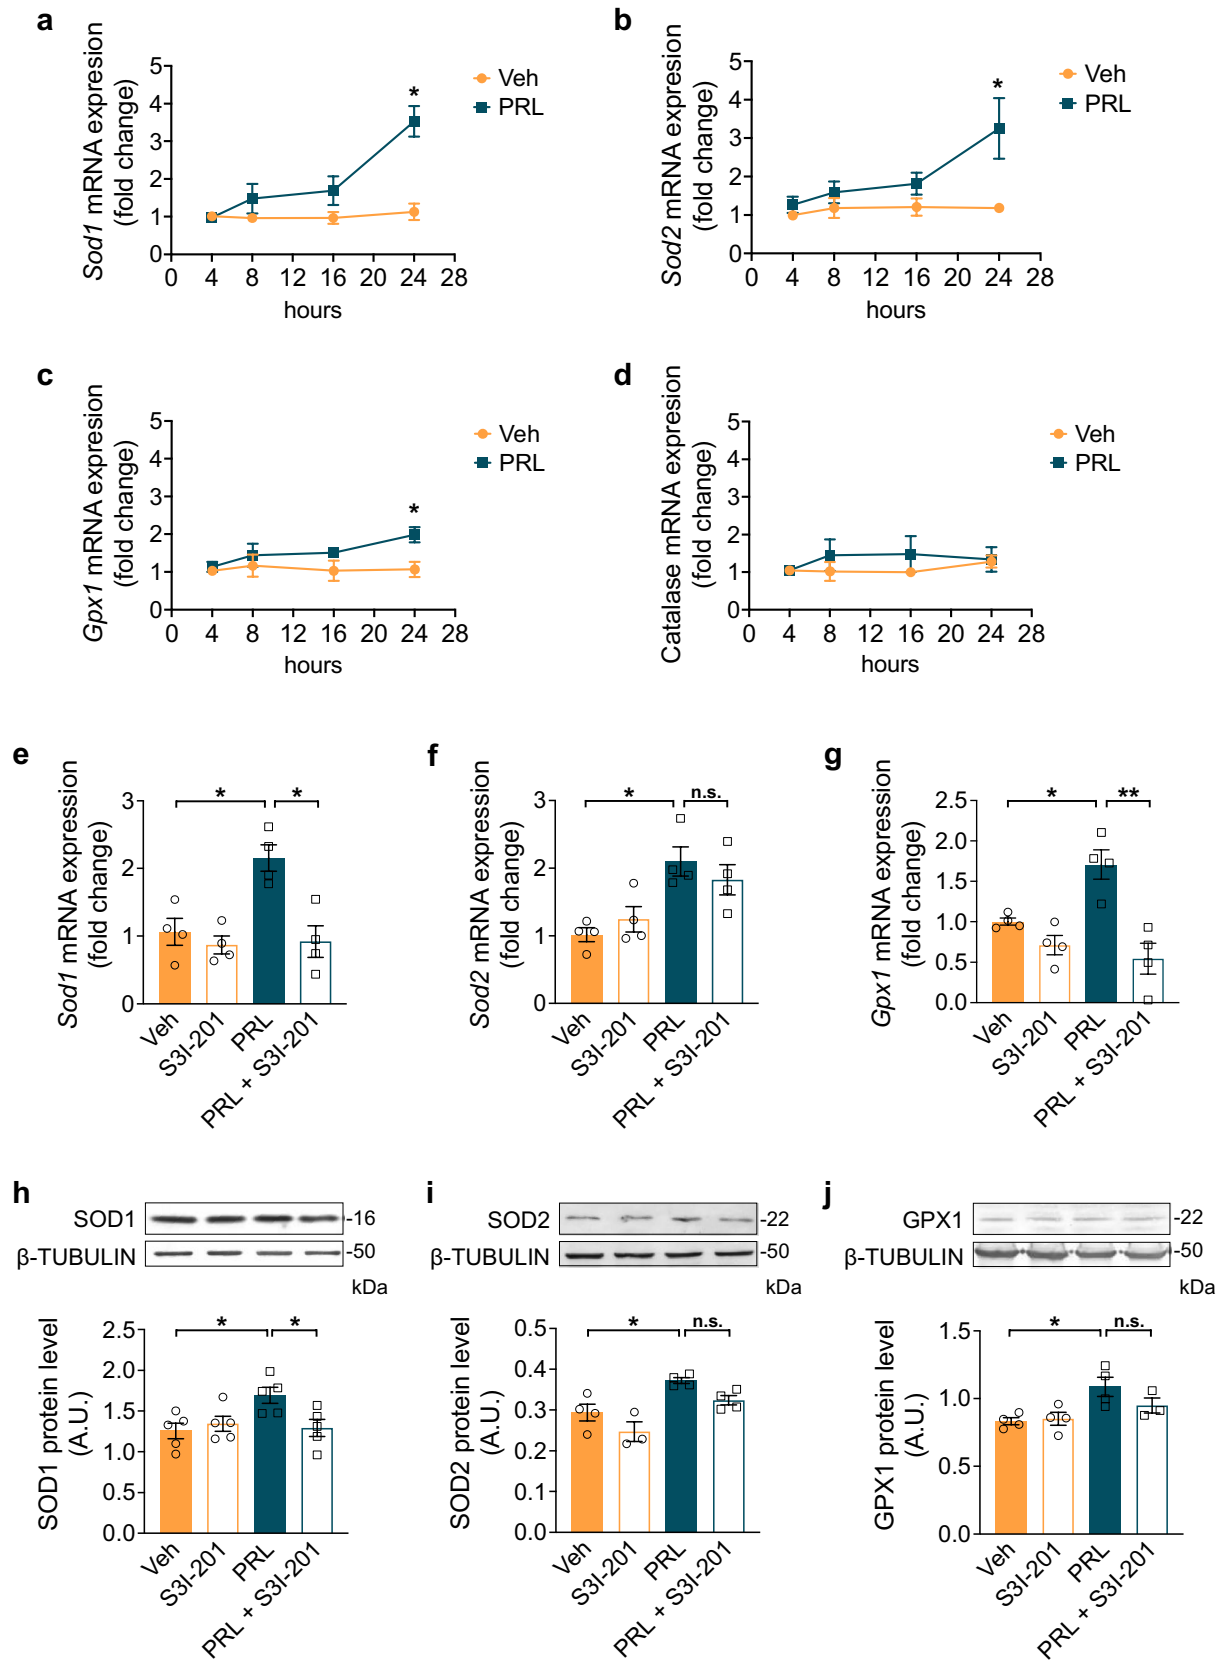 a
Sod1 mRNA expresion
(fold change)
5
4
3
2
1
0
0 4 8 12 16 20 24 28
hours
*
Veh
PRL
b
Sod2 mRNA expresion
(fold change)
5
4
3
2
1
0
0 4 8 12 16 20 24 28
hours
*
Veh
PRL
c
Gpx1 mRNA expresion
(fold change)
5
4
3
2
1
0
0 4 8 12 16 20 24 28
hours
*
Veh
PRL
d
Catalase mRNA expresion
(fold change)
5
4
3
2
1
0
0 4 8 12 16 20 24 28
hours
Veh
PRL
e
Sod1 mRNA expression
(fold change)
3
2
1
0
* *
Veh
S3I-201
PRL
PRL + S3I-201
f
Sod2 mRNA expression
(fold change)
3
2
1
0
* n.s.
Veh
S3I-201
PRL
PRL + S3I-201
g
Gpx1 mRNA expression
(fold change)
2.5
2.0
1.5
1.0
0.5
0.0
* **
Veh
S3I-201
PRL
PRL + S3I-201
h
SOD1 -16
β-TUBULIN -50
kDa
SOD1 protein level
(A.U.)
2.5
2.0
1.5
1.0
0.5
0.0
* *
Veh
S3I-201
PRL
PRL + S3I-201
i
SOD2 -22
β-TUBULIN -50
kDa
SOD2 protein level
(A.U.)
0.5
0.4
0.3
0.2
0.1
0.0
* n.s.
Veh
S3I-201
PRL
PRL + S3I-201
j
GPX1 -22
β-TUBULIN -50
kDa
GPX1 protein level
(A.U.)
1.5
1.0
0.5
0.0
* n.s.
Veh
S3I-201
PRL
PRL + S3I-201